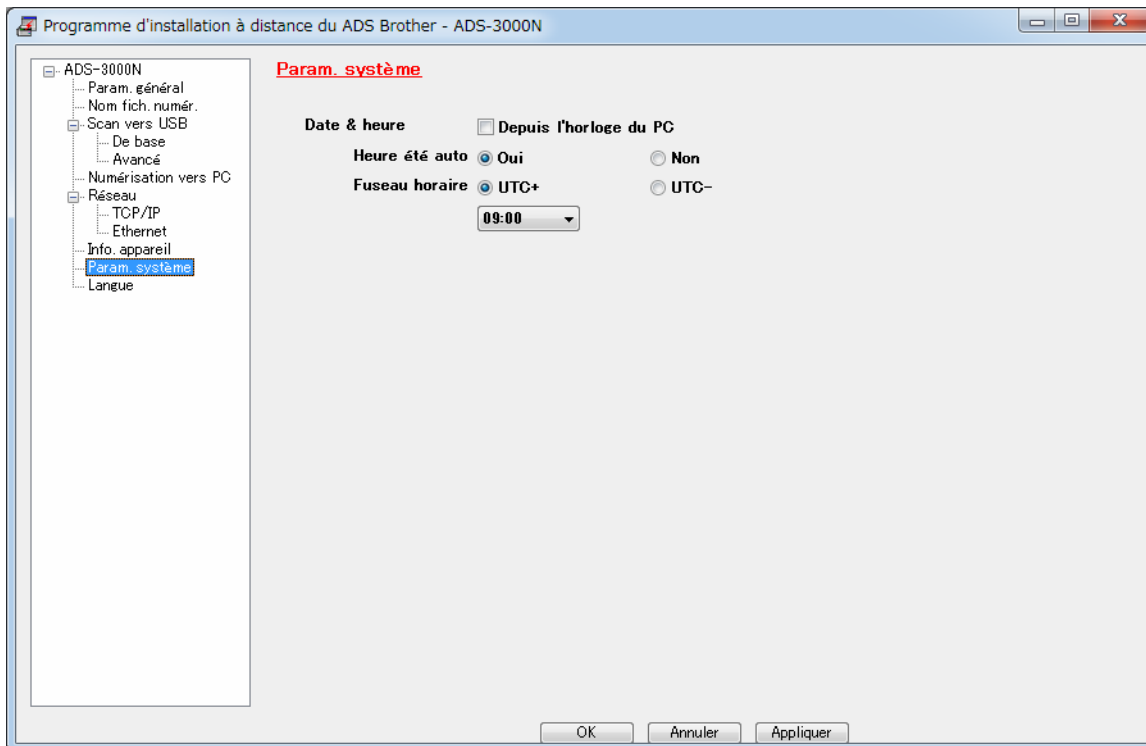 Programme d'installation à distance du ADS Brother - ADS-3000N
ADS-3000N
Param. général
Nom fich. numér.
Scan vers USB
De base
Avancé
Numérisation vers PC
Réseau
TCP/IP
Ethernet
Info. appareil
Param. système
Langue
Param. système
Date & heure Depuis l'horloge du PC
Heure été auto Oui Non
Fuseau horaire UTC+ UTC-
09:00
OK Annuler Appliquer